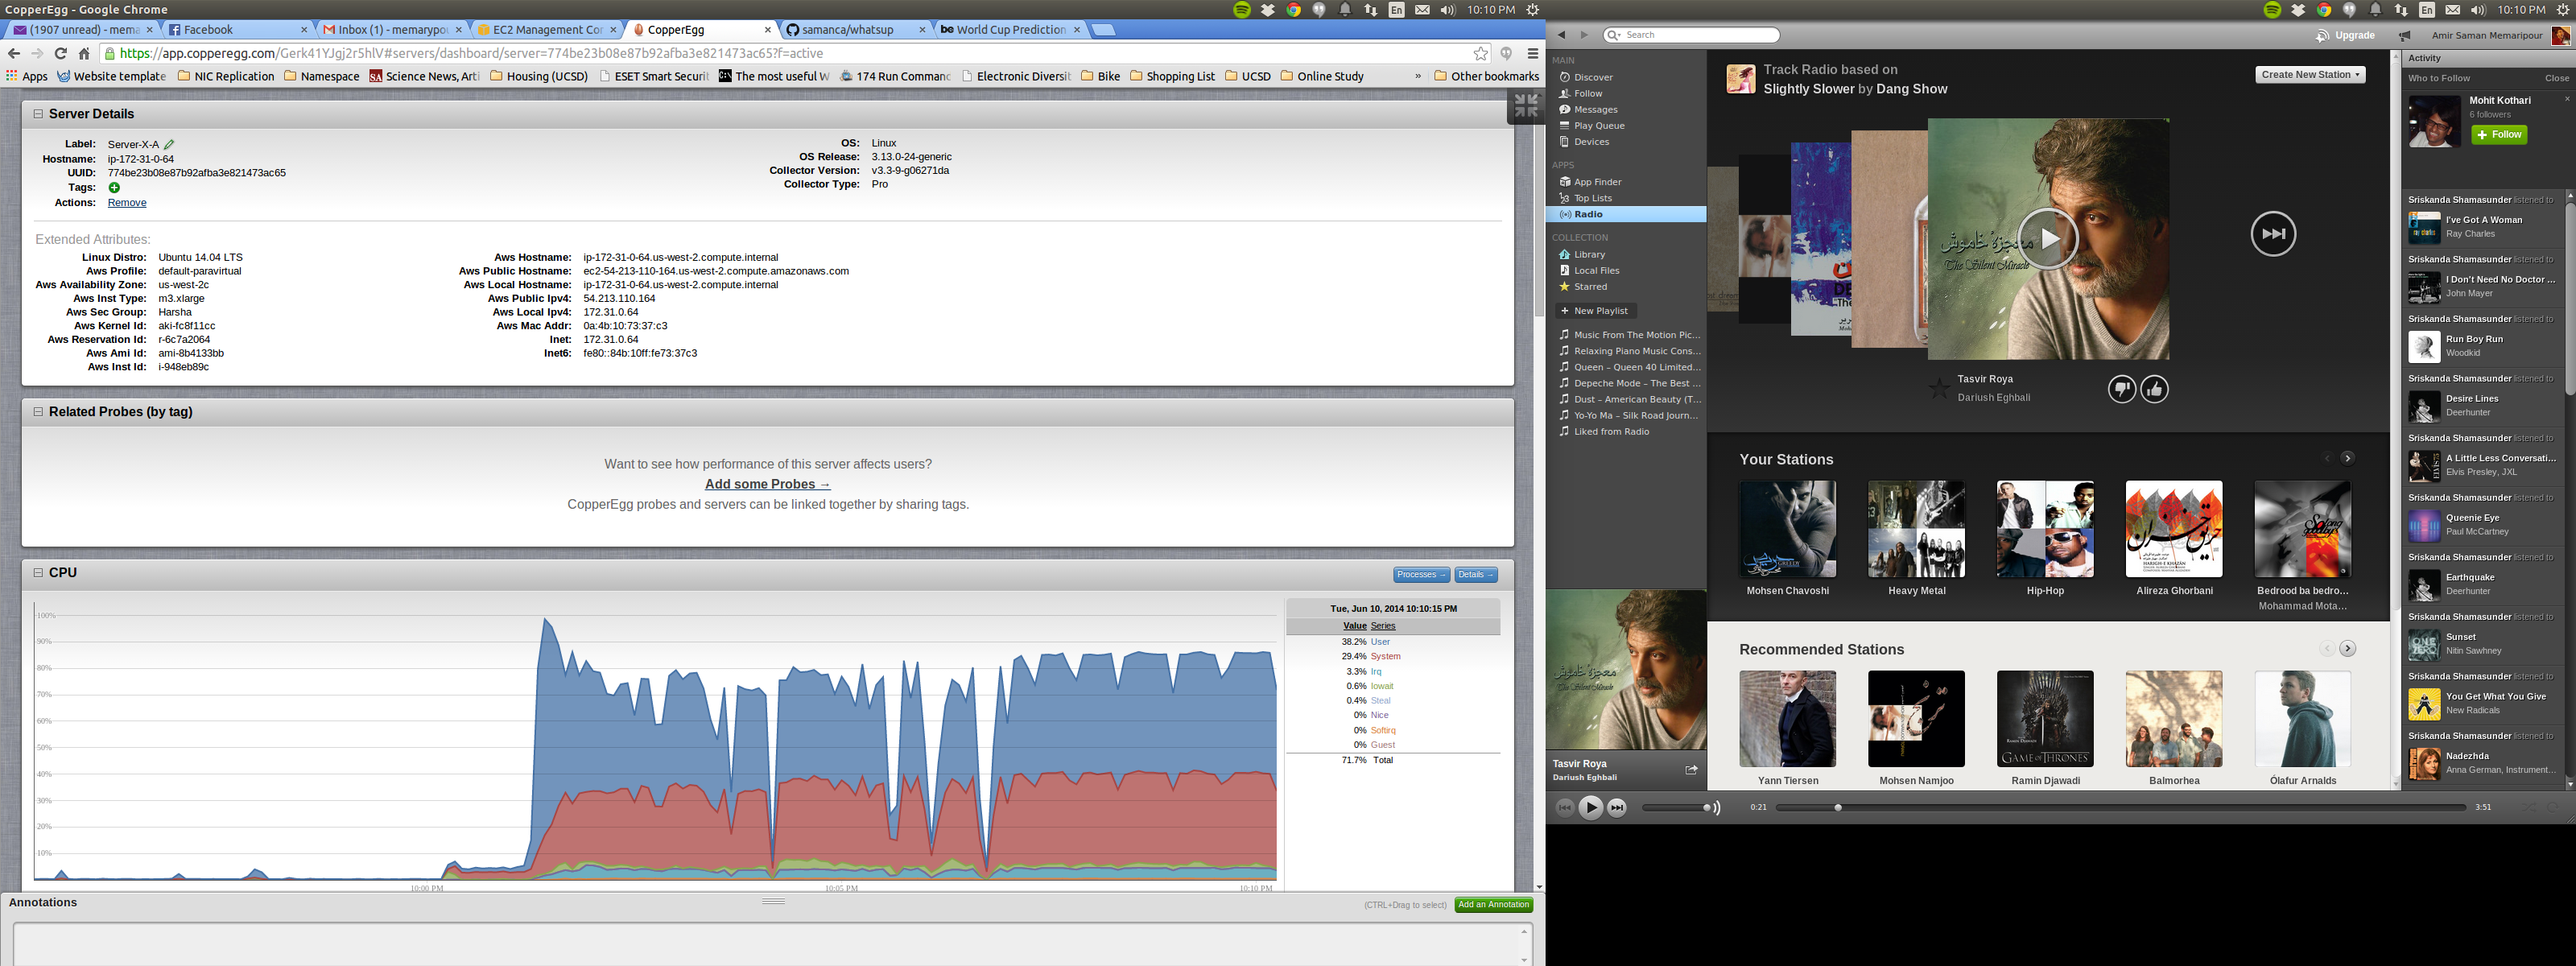 CopperEgg - Google Chrome
En
10:10 PM
(1907 unread) - mema
Facebook
Inbox (1) - memarypou
EC2 Management Con
CopperEgg
samanca/whatsup
World Cup Prediction
https://app.copperegg.com/Gerk41YJgj2r5hlV#servers/dashboard/server=774be23b08e87b92afba3e821473ac65?f=active
Apps
Website template
NIC Replication
Namespace
Science News, Arti
Housing (UCSD)
ESET Smart Securit
The most useful W
174 Run Comman
Electronic Diversit
Bike
Shopping List
UCSD
Online Study
»
Other bookmarks
Server Details
Label: Server-X-A
Hostname: ip-172-31-0-64
UUID: 774be23b08e87b92afba3e821473ac65
Tags:
Actions: Remove
OS: Linux
OS Release: 3.13.0-24-generic
Collector Version: v3.3-9-g06271da
Collector Type: Pro
Extended Attributes:
Linux Distro: Ubuntu 14.04 LTS
Aws Profile: default-paravirtual
Aws Availability Zone: us-west-2c
Aws Inst Type: m3.xlarge
Aws Sec Group: Harsha
Aws Kernel Id: aki-fc8f11cc
Aws Reservation Id: r-6c7a2064
Aws Ami Id: ami-8b4133bb
Aws Inst Id: i-948eb89c
Aws Hostname: ip-172-31-0-64.us-west-2.compute.internal
Aws Public Hostname: ec2-54-213-110-164.us-west-2.compute.amazonaws.com
Aws Local Hostname: ip-172-31-0-64.us-west-2.compute.internal
Aws Public Ipv4: 54.213.110.164
Aws Local Ipv4: 172.31.0.64
Aws Mac Addr: 0a:4b:10:73:37:c3
Inet: 172.31.0.64
Inet6: fe80::84b:10ff:fe73:37c3
Related Probes (by tag)
Want to see how performance of this server affects users?
Add some Probes →
CopperEgg probes and servers can be linked together by sharing tags.
CPU
Processes →
Details →
100%
90%
80%
70%
60%
50%
40%
30%
20%
10%
10:00 PM
10:05 PM
10:10 PM
Tue, Jun 10, 2014 10:10:15 PM
Value Series
38.2% User
29.4% System
3.3% Irq
0.6% Iowait
0.4% Steal
0% Nice
0% Softirq
0% Guest
71.7% Total
Annotations
(CTRL+Drag to select)
Add an Annotation
En
10:10 PM
Search
Upgrade
Amir Saman Memaripour
MAIN
Discover
Follow
Messages
Play Queue
Devices
APPS
App Finder
Top Lists
Radio
COLLECTION
Library
Local Files
Starred
New Playlist
Music From The Motion Pic...
Relaxing Piano Music Cons...
Queen – Queen 40 Limited...
Depeche Mode – The Best ...
Dust – American Beauty (T...
Yo-Yo Ma – Silk Road Journ...
Liked from Radio
Tasvir Roya
Dariush Eghbali
Track Radio based on
Slightly Slower by Dang Show
Create New Station
معجزهٔ خاموش
The Silent Miracle
Tasvir Roya
Dariush Eghbali
Your Stations
Mohsen Chavoshi
Heavy Metal
Hip-Hop
Alireza Ghorbani
Bedrood ba bedro...
Mohammad Mota...
Recommended Stations
GAME OF THRONES
Yann Tiersen
Mohsen Namjoo
Ramin Djawadi
Balmorhea
Ólafur Arnalds
0:21
3:51
Activity
Who to Follow
Close
Mohit Kothari
6 followers
Follow
Sriskanda Shamasunder listened to
I've Got A Woman
Ray Charles
Sriskanda Shamasunder listened to
I Don't Need No Doctor ...
John Mayer
Sriskanda Shamasunder listened to
Run Boy Run
Woodkid
Sriskanda Shamasunder listened to
Desire Lines
Deerhunter
Sriskanda Shamasunder listened to
A Little Less Conversati...
Elvis Presley, JXL
Sriskanda Shamasunder listened to
Queenie Eye
Paul McCartney
Sriskanda Shamasunder listened to
Earthquake
Deerhunter
Sriskanda Shamasunder listened to
Sunset
Nitin Sawhney
Sriskanda Shamasunder listened to
You Get What You Give
New Radicals
Sriskanda Shamasunder listened to
Nadezhda
Anna German, Instrument...